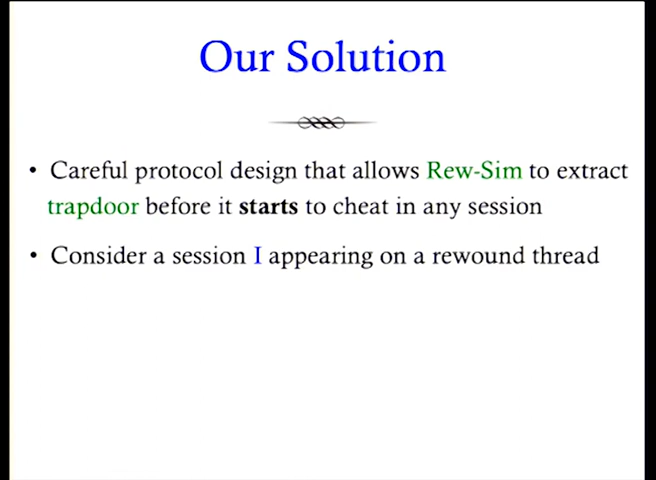 Our Solution
• Careful protocol design that allows Rew-Sim to extract
trapdoor before it starts to cheat in any session
• Consider a session I appearing on a rewound thread